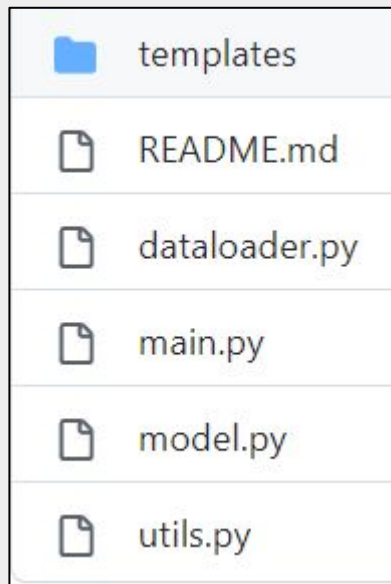 templates
README.md
dataloader.py
main.py
model.py
utils.py